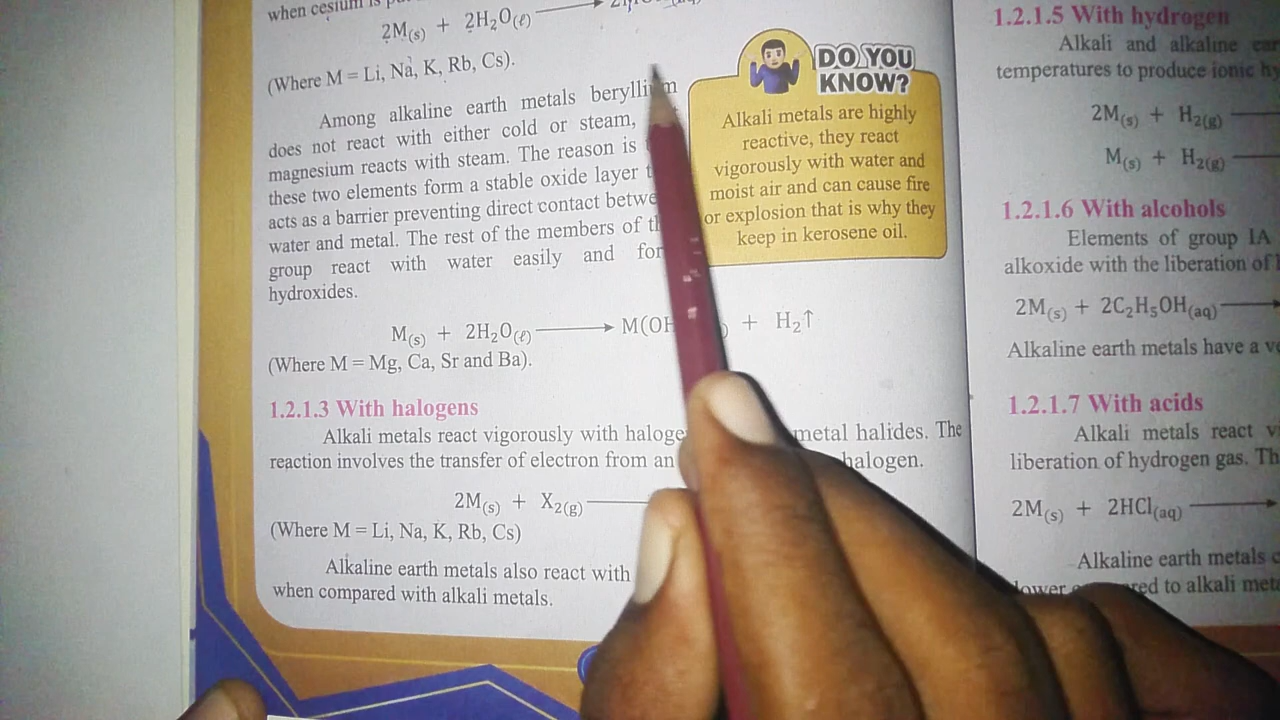 when cesium is
2M(s) + 2H₂O(ℓ) ⟶
(Where M = Li, Na, K, Rb, Cs).
Among alkaline earth metals beryllium
does not react with either cold or steam,
magnesium reacts with steam. The reason is
these two elements form a stable oxide layer
acts as a barrier preventing direct contact
water and metal. The rest of the members of
group react with water easily and
hydroxides.
M(s) + 2H₂O(ℓ) ⟶ M(OH + H₂↑
(Where M = Mg, Ca, Sr and Ba).
DO YOU
KNOW?
Alkali metals are highly
reactive, they react
vigorously with water and
moist air and can cause fire
or explosion that is why they
keep in kerosene oil.
1.2.1.3 With halogens
Alkali metals react vigorously with metal halides. The
reaction involves the transfer of electron from an halogen.
2M(s) + X₂(g)
(Where M = Li, Na, K, Rb, Cs)
Alkaline earth metals also react with
when compared with alkali metals.
1.2.1.5 With hydrogen
Alkali and alkaline
temperatures to produce ionic
2M(s) + H₂(g)
M(s) + H₂(g)
1.2.1.6 With alcohols
Elements of group IA
alkoxide with the liberation of
2M(s) + 2C₂H₅OH(aq) ⟶
Alkaline earth metals have a
1.2.1.7 With acids
Alkali metals react
liberation of hydrogen gas.
2M(s) + 2HCl(aq) ⟶
Alkaline earth metals
to alkali